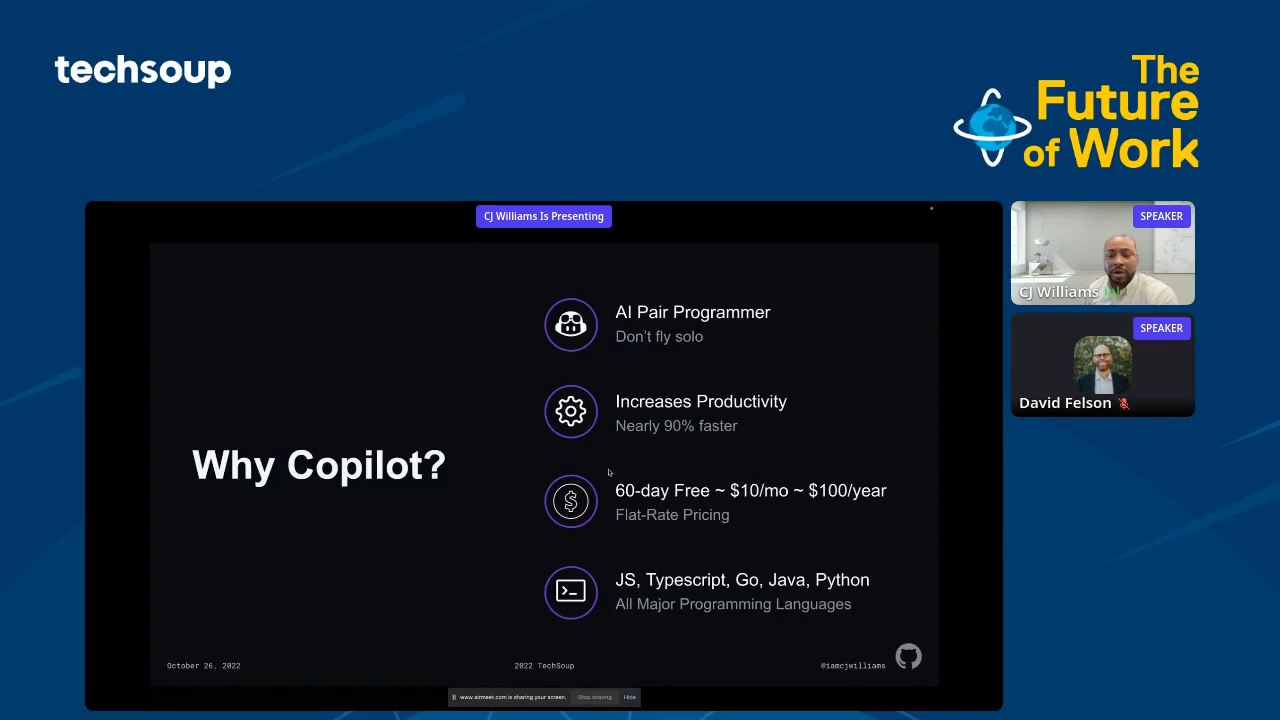 techsoup
The
Future
of Work
CJ Williams Is Presenting
SPEAKER
CJ Williams
SPEAKER
David Felson
Why Copilot?
AI Pair Programmer
Don't fly solo
Increases Productivity
Nearly 90% faster
$
60-day Free ~ $10/mo ~ $100/year
Flat-Rate Pricing
>_
JS, Typescript, Go, Java, Python
All Major Programming Languages
October 26, 2022
2022 TechSoup
@iamcjwilliams
www.airmeet.com is sharing your screen.
Stop sharing
Hide